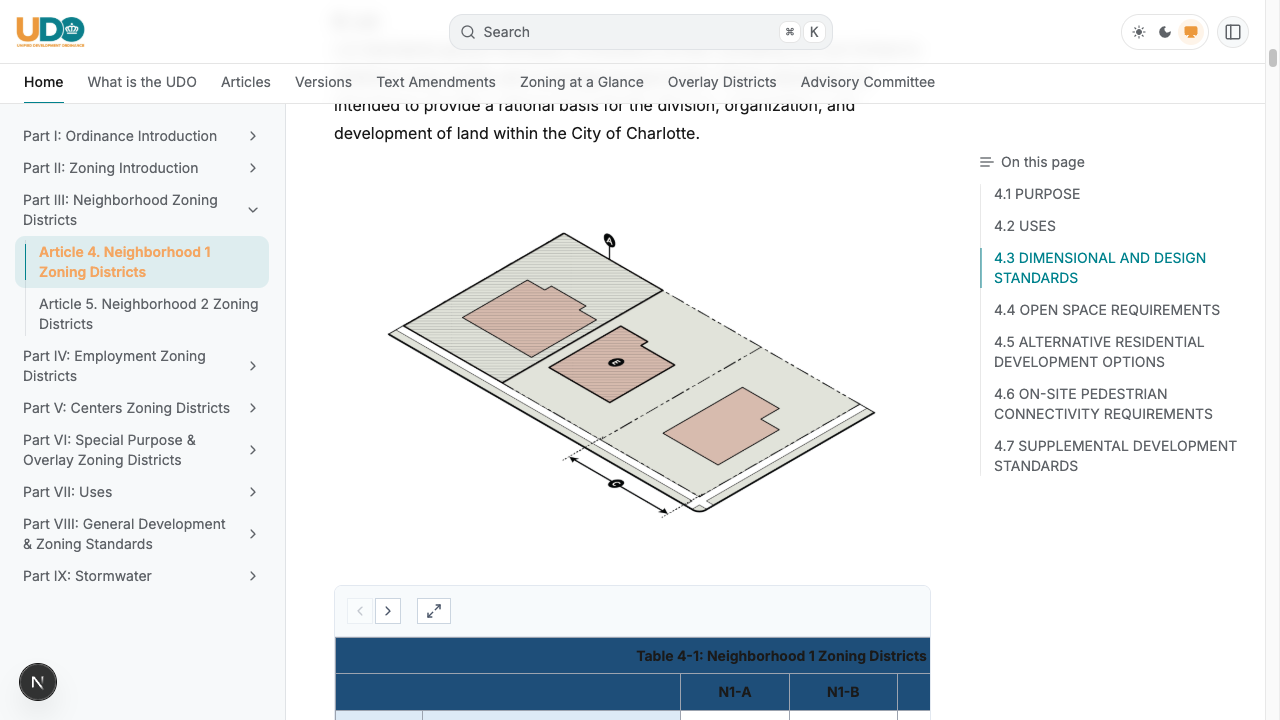 UDO
UNIFIED DEVELOPMENT ORDINANCE
Search
⌘ K
Home What is the UDO Articles Versions Text Amendments Zoning at a Glance Overlay Districts Advisory Committee
Part I: Ordinance Introduction
Part II: Zoning Introduction
Part III: Neighborhood Zoning
Districts
Article 4. Neighborhood 1
Zoning Districts
Article 5. Neighborhood 2 Zoning
Districts
Part IV: Employment Zoning
Districts
Part V: Centers Zoning Districts
Part VI: Special Purpose &
Overlay Zoning Districts
Part VII: Uses
Part VIII: General Development
& Zoning Standards
Part IX: Stormwater
N
intended to provide a rational basis for the division, organization, and
development of land within the City of Charlotte.
A
E
C
Table 4-1: Neighborhood 1 Zoning Districts
N1-A N1-B
On this page
4.1 PURPOSE
4.2 USES
4.3 DIMENSIONAL AND DESIGN
STANDARDS
4.4 OPEN SPACE REQUIREMENTS
4.5 ALTERNATIVE RESIDENTIAL
DEVELOPMENT OPTIONS
4.6 ON-SITE PEDESTRIAN
CONNECTIVITY REQUIREMENTS
4.7 SUPPLEMENTAL DEVELOPMENT
STANDARDS